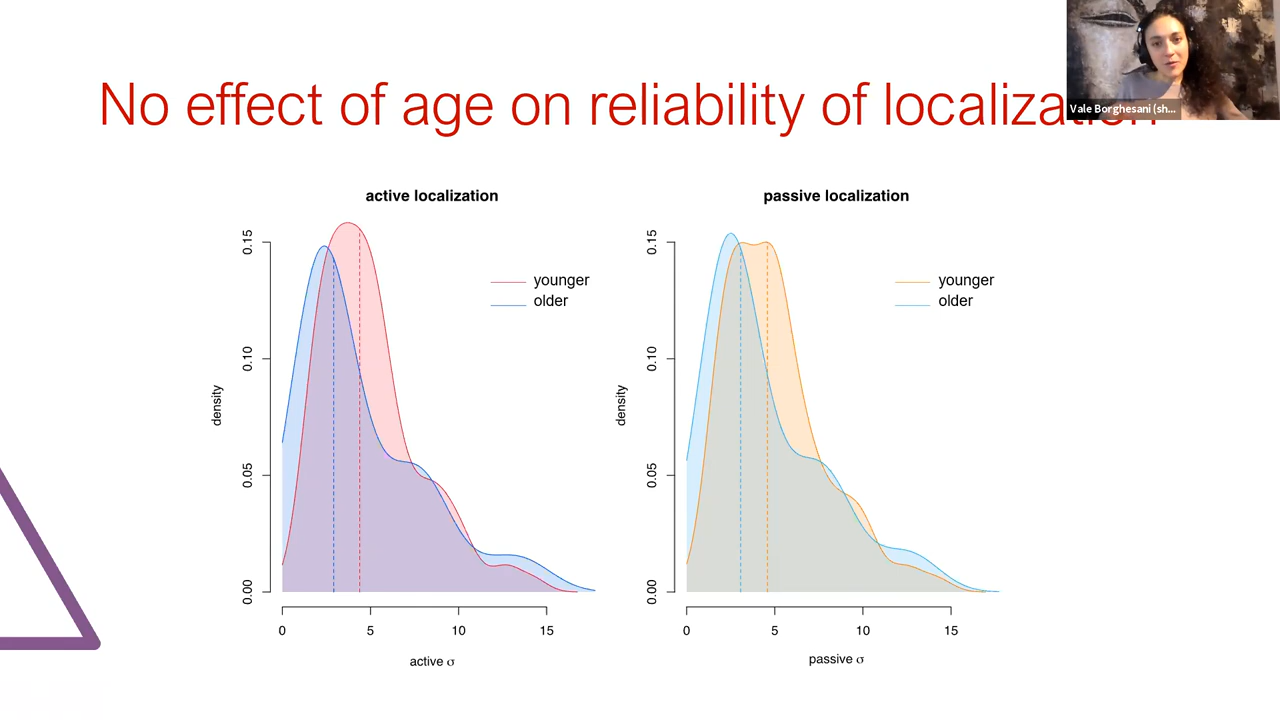 No effect of age on reliability of localization
Vale Borghesani (sh...
active localization
passive localization
younger
older
younger
older
density
0.00
0.05
0.10
0.15
0
5
10
15
active σ
density
0.00
0.05
0.10
0.15
0
5
10
15
passive σ